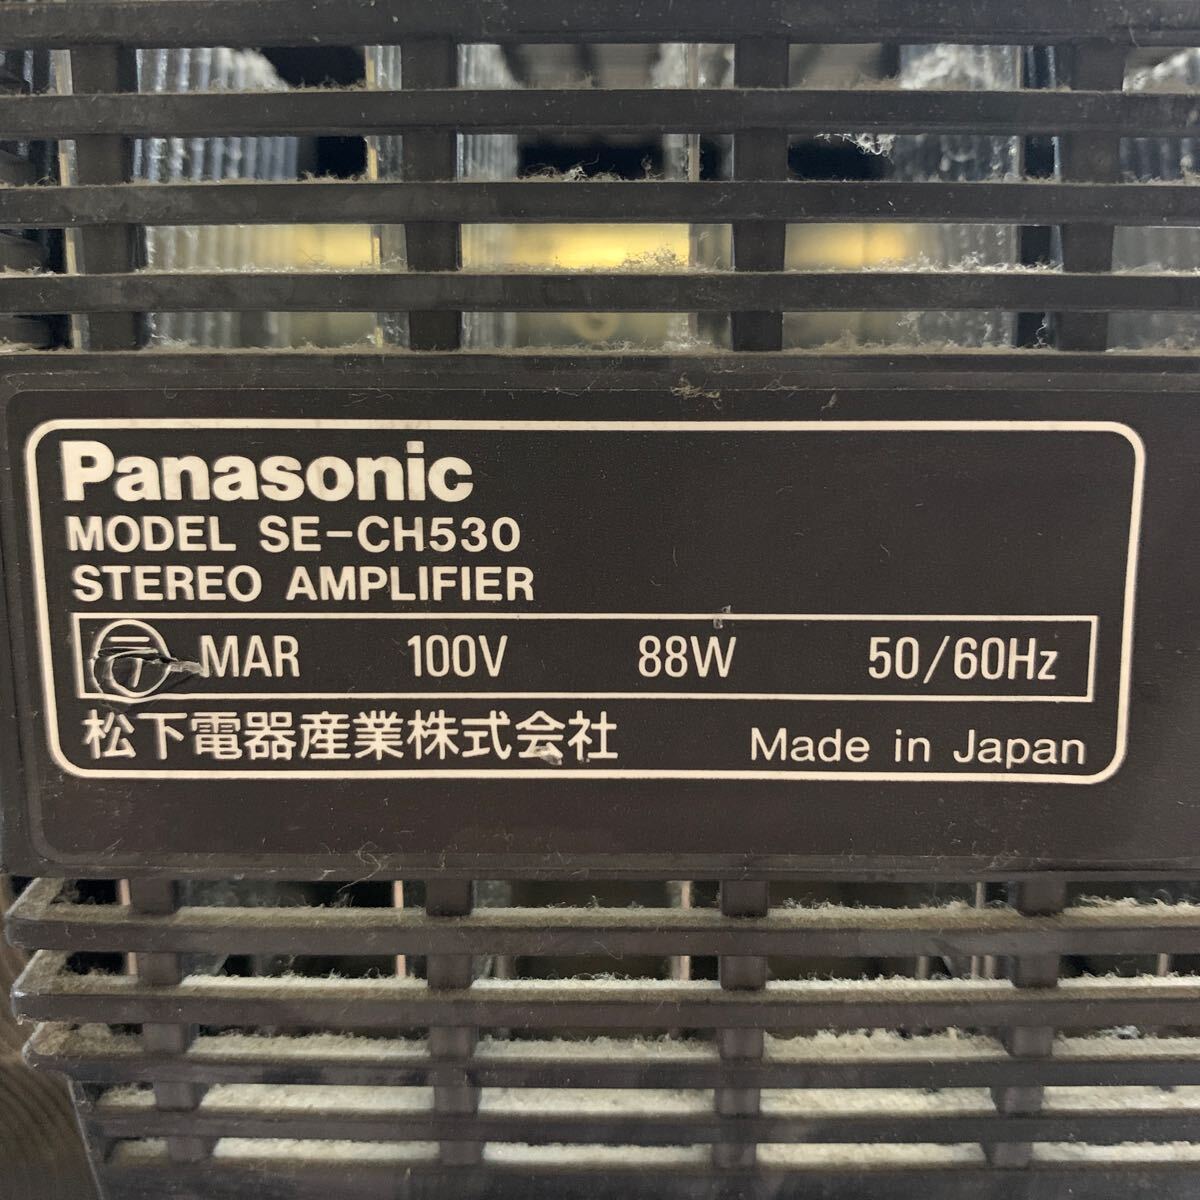 Panasonic
MODEL SE-CH530
STEREO AMPLIFIER
〒 MAR 100V 88W 50/60Hz
松下電器産業株式会社 Made in Japan